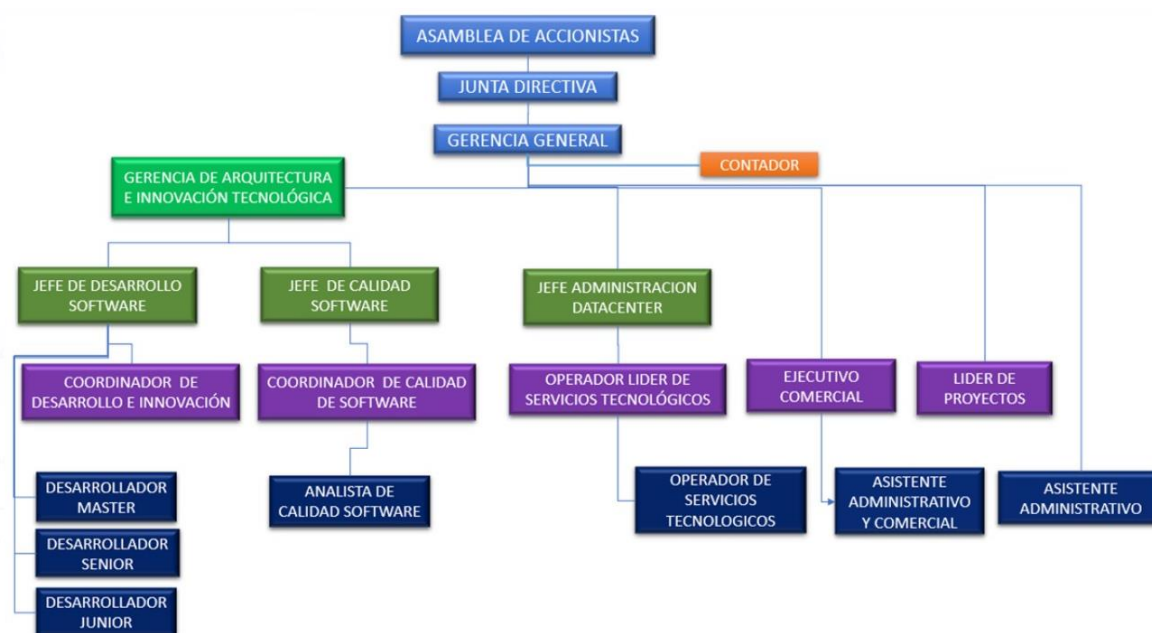 ASAMBLEA DE ACCIONISTAS
JUNTA DIRECTIVA
GERENCIA GENERAL
CONTADOR
GERENCIA DE ARQUITECTURA
E INNOVACIÓN TECNOLÓGICA
JEFE DE DESARROLLO
SOFTWARE
JEFE DE CALIDAD
SOFTWARE
JEFE ADMINISTRACION
DATACENTER
COORDINADOR DE
DESARROLLO E INNOVACIÓN
COORDINADOR DE CALIDAD
DE SOFTWARE
OPERADOR LIDER DE
SERVICIOS TECNOLÓGICOS
EJECUTIVO
COMERCIAL
LIDER DE
PROYECTOS
DESARROLLADOR
MASTER
ANALISTA DE
CALIDAD SOFTWARE
OPERADOR DE
SERVICIOS
TECNOLOGICOS
ASISTENTE
ADMINISTRATIVO
Y COMERCIAL
ASISTENTE
ADMINISTRATIVO
DESARROLLADOR
SENIOR
DESARROLLADOR
JUNIOR